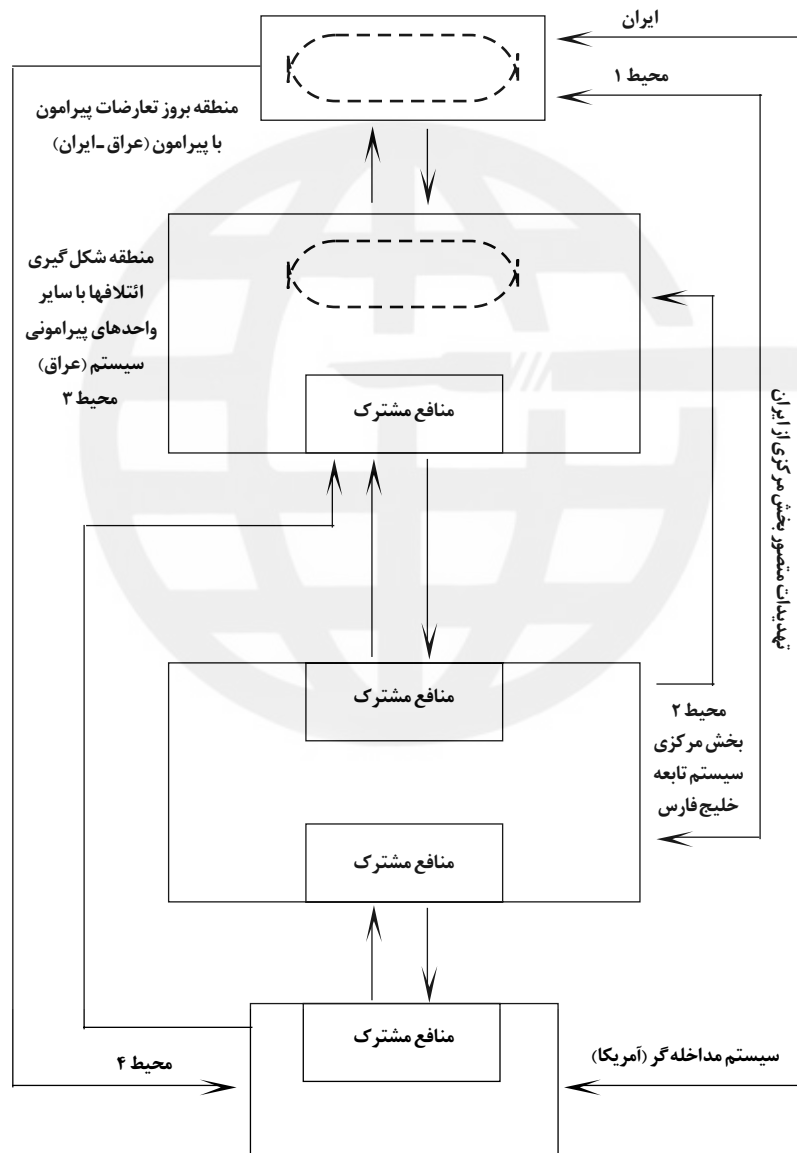 ایران
محیط ۱
منطقه بروز تعارضات پیرامون
با پیرامون (عراق-ایران)
منطقه شکل گیری
ائتلافها با سایر
واحدهای پیرامونی
سیستم (عراق)
محیط ۳
منافع مشترک
تهدیدات متصور بخش مرکزی از ایران
منافع مشترک
محیط ۲
بخش مرکزی
سیستم تابعه
خلیج فارس
منافع مشترک
منافع مشترک
سیستم مداخله گر (آمریکا)
محیط ۴